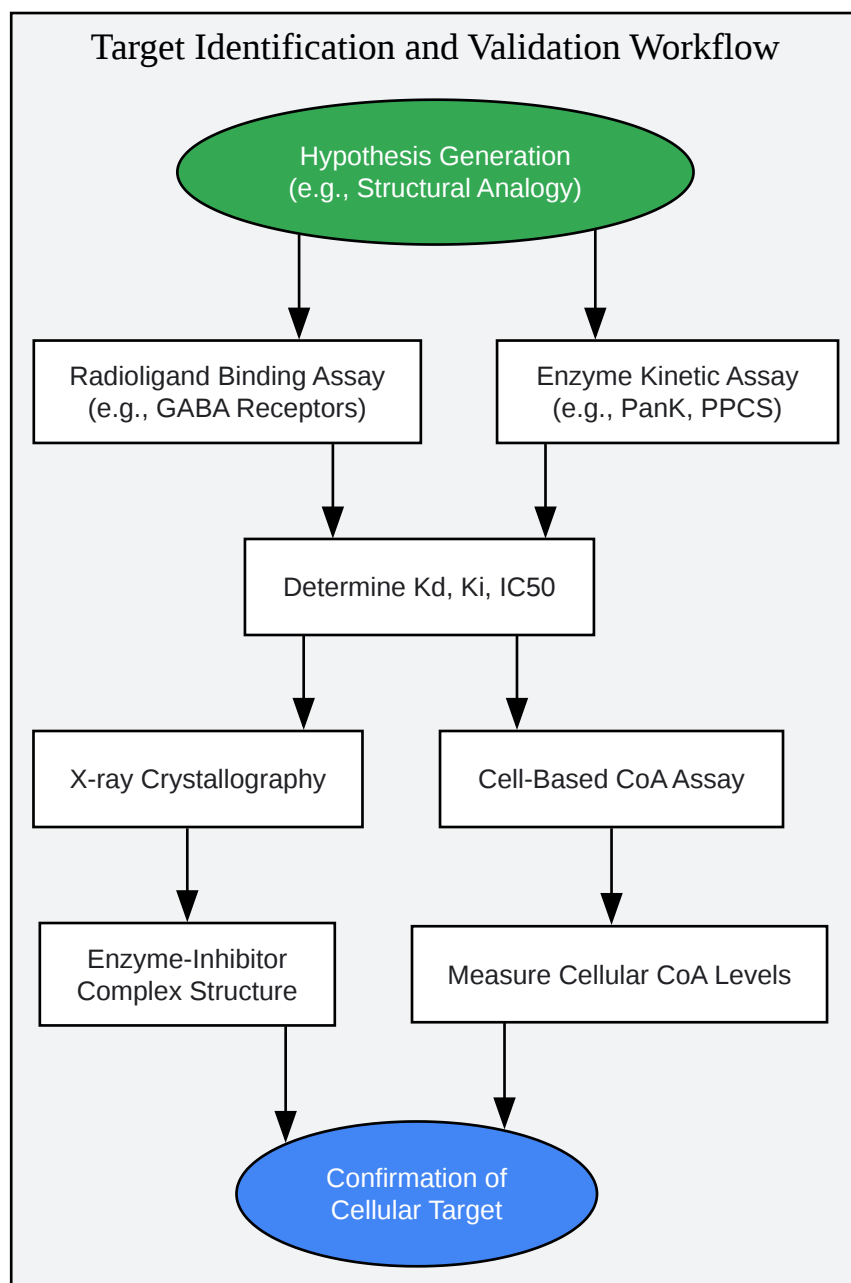 Target Identification and Validation Workflow
Hypothesis Generation
(e.g., Structural Analogy)
Radioligand Binding Assay
(e.g., GABA Receptors)
Enzyme Kinetic Assay
(e.g., PanK, PPCS)
Determine Kd, Ki, IC50
X-ray Crystallography
Cell-Based CoA Assay
Enzyme-Inhibitor
Complex Structure
Measure Cellular CoA Levels
Confirmation of
Cellular Target